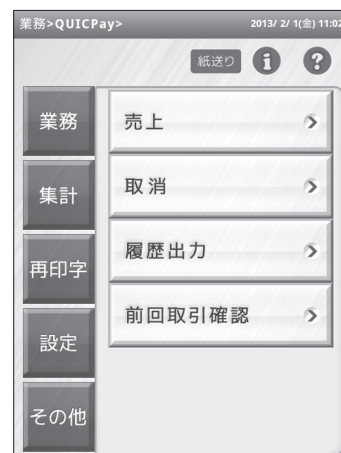 業務>QUICPay> 2013/ 2/ 1(金) 11:02
紙送り i ?
業務
集計
再印字
設定
その他
売上
取消
履歴出力
前回取引確認